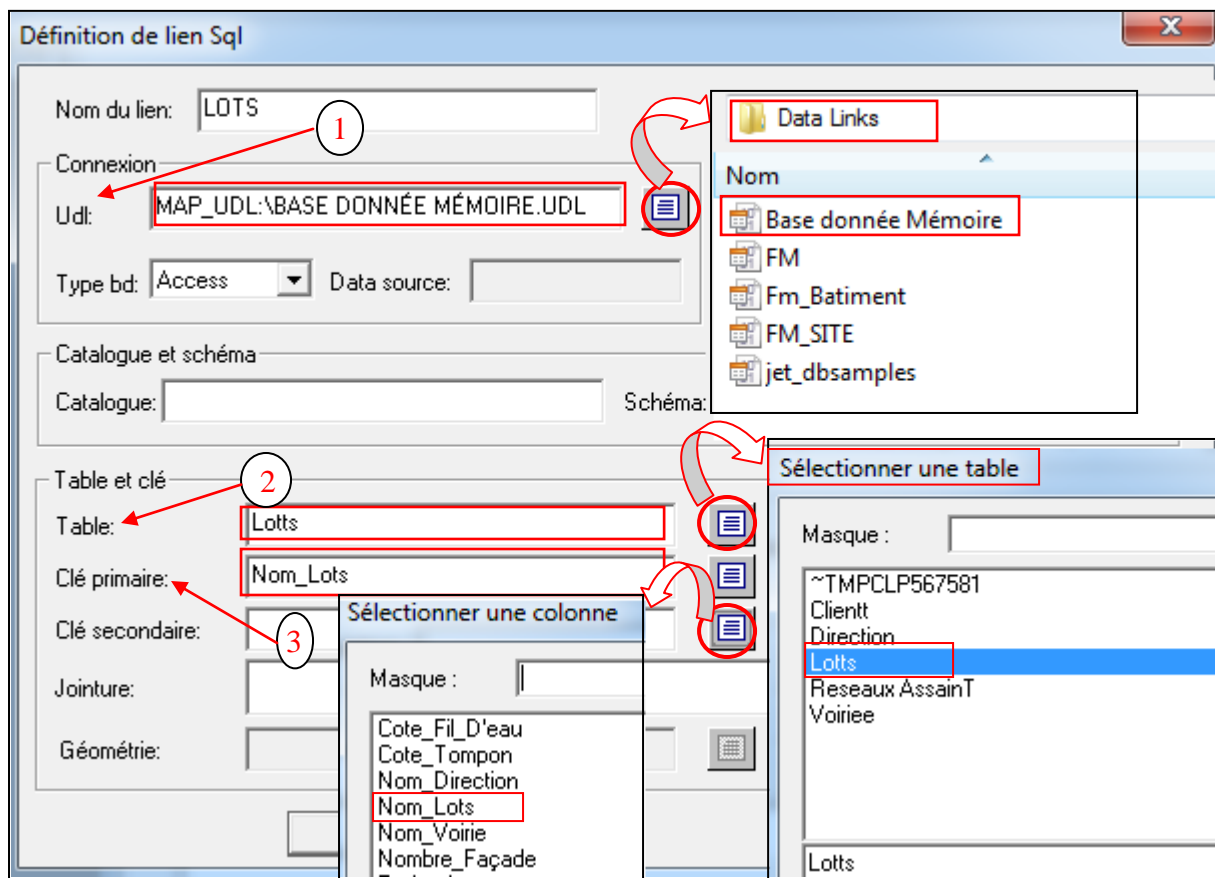 Définition de lien Sql
Nom du lien: LOTS
1
Connexion
Udl: MAP_UDL:\BASE DONNÉE MÉMOIRE.UDL
Type bd: Access Data source:
Catalogue et schéma
Catalogue: Schéma:
Data Links
Nom
Base donnée Mémoire
FM
Fm_Batiment
FM_SITE
jet_dbsamples
Table et clé
2
Table: Lotts
Clé primaire: Nom_Lots
Clé secondaire:
3
Jointure:
Géométrie:
Sélectionner une colonne
Masque :
Cote_Fil_D'eau
Cote_Tompon
Nom_Direction
Nom_Lots
Nom_Voirie
Nombre_Façade
Sélectionner une table
Masque :
~TMPCLP567581
Clientt
Direction
Lotts
Reseaux AssainT
Voiriee
Lotts